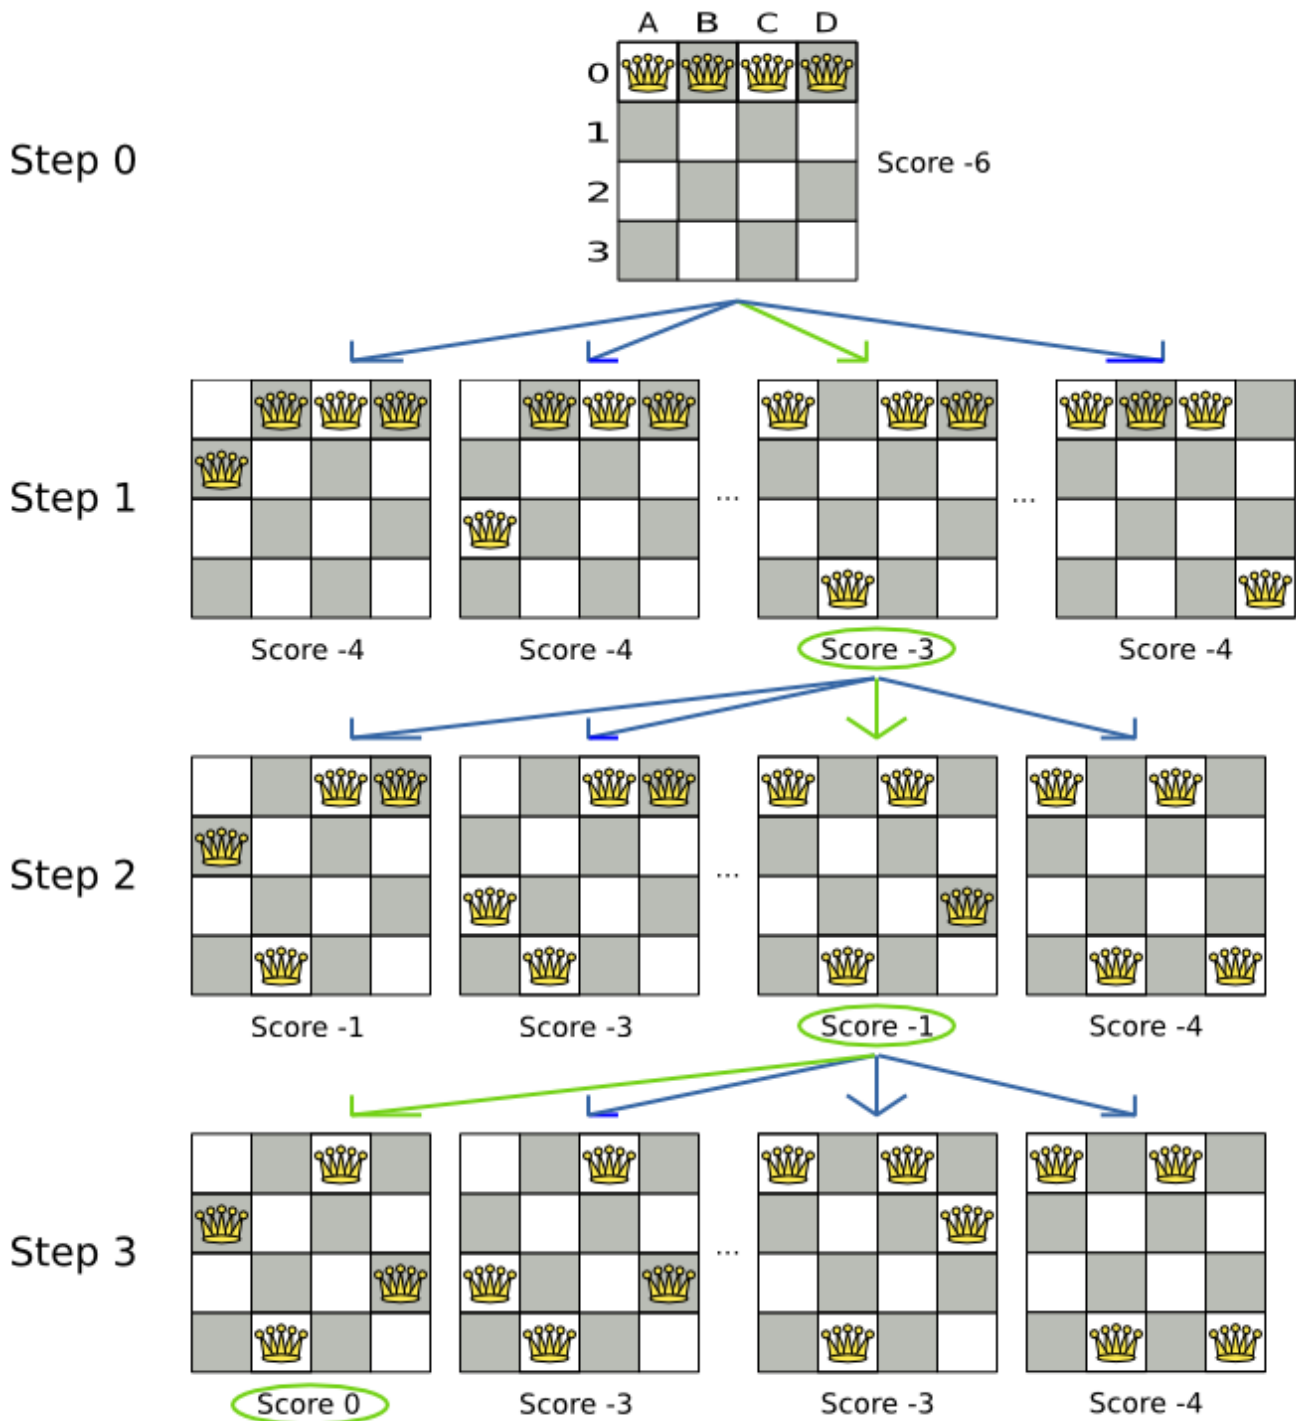 A B C D
0
1
Step 0
Score -6
2
3
Step 1
...
...
Score -4
Score -4
Score -3
Score -4
Step 2
...
Score -1
Score -3
Score -1
Score -4
Step 3
...
Score 0
Score -3
Score -3
Score -4